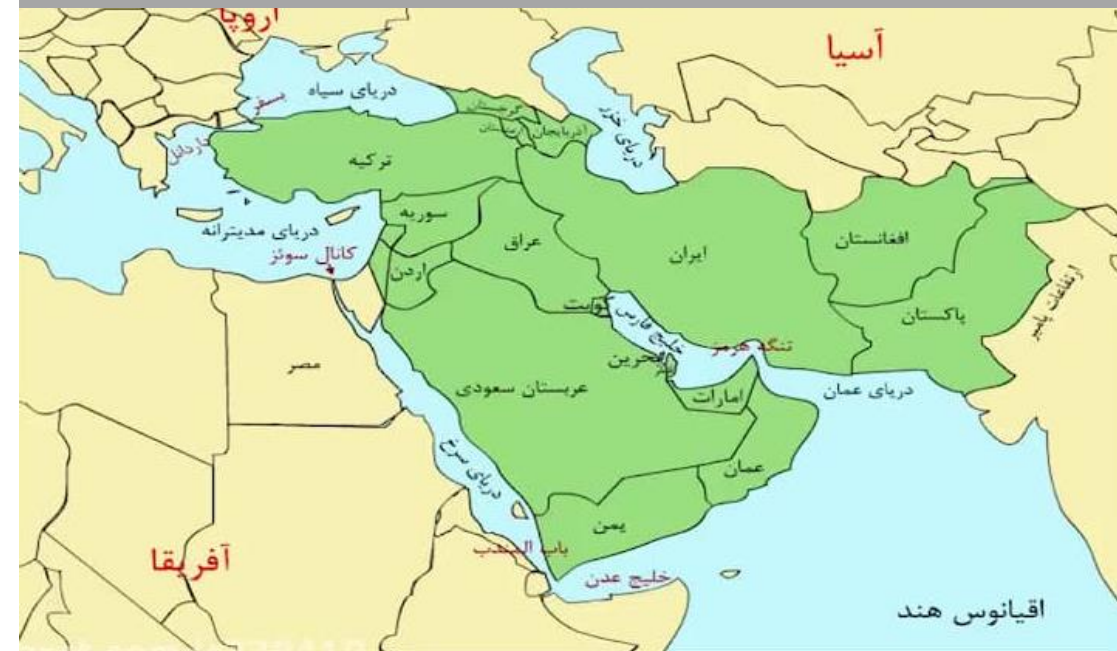 اروپا
آسیا
دریای سیاه
بسفر
داردانل
گرجستان
ارمنستان
آذربایجان
دریای خزر
ترکیه
سوریه
دریای مدیترانه
کانال سوئز
عراق
ایران
افغانستان
اردن
پاکستان
ارتفاعات پامیر
کویت
خلیج فارس
تنگه هرمز
بحرین
مصر
عربستان سعودی
امارات
دریای عمان
دریای سرخ
عمان
یمن
باب المندب
آفریقا
خلیج عدن
اقیانوس هند